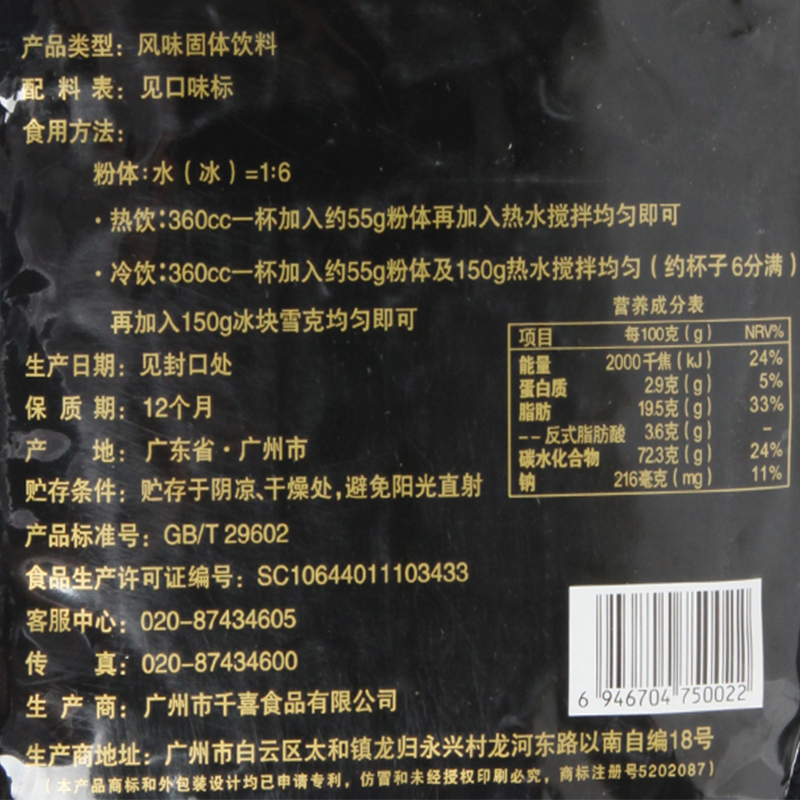 产品类型：风味固体饮料
配 料 表：见口味标
食用方法：
粉体：水（冰）=1:6
·热饮：360cc一杯加入约55g粉体再加入热水搅拌均匀即可
·冷饮：360cc一杯加入约55g粉体及150g热水搅拌均匀（约杯子6分满）
再加入150g冰块雪克均匀即可
生产日期：见封口处
保 质 期：12个月
产 地：广东省·广州市
贮存条件：贮存于阴凉、干燥处，避免阳光直射
产品标准号：GB/T 29602
食品生产许可证编号：SC10644011103433
客服中心：020-87434605
传 真：020-87434600
生 产 商：广州市千喜食品有限公司
生产商地址：广州市白云区太和镇龙归永兴村龙河东路以南自编18号
（本产品商标和外包装设计均已申请专利，仿冒和未经授权印刷必究，商标注册号5202087）
营养成分表
项目 每100克（g） NRV%
能量 2000千焦（kJ） 24%
蛋白质 2.9克（g） 5%
脂肪 19.5克（g） 33%
--反式脂肪酸 3.6克（g） -
碳水化合物 72.3克（g） 24%
钠 216毫克（mg） 11%
6 946704 750022